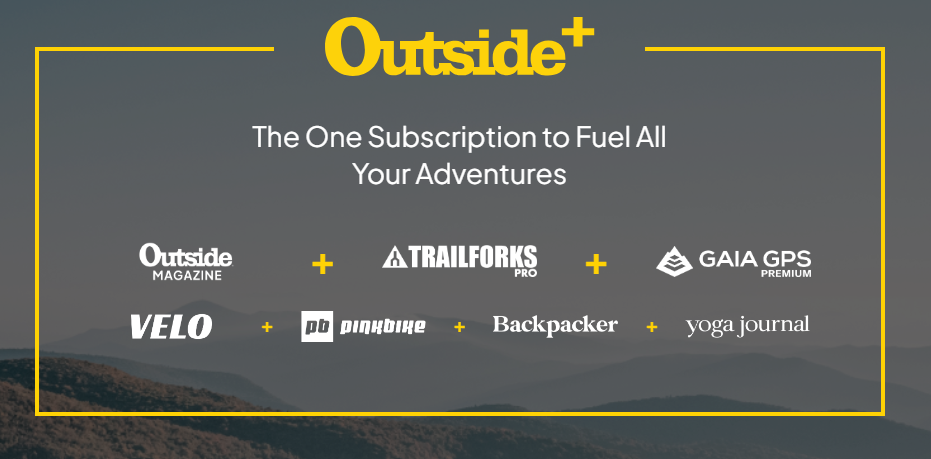 Outside+
The One Subscription to Fuel All
Your Adventures
Outside MAGAZINE + TRAILFORKS PRO + GAIA GPS PREMIUM
VELO + pb pinkbike + Backpacker + yoga journal